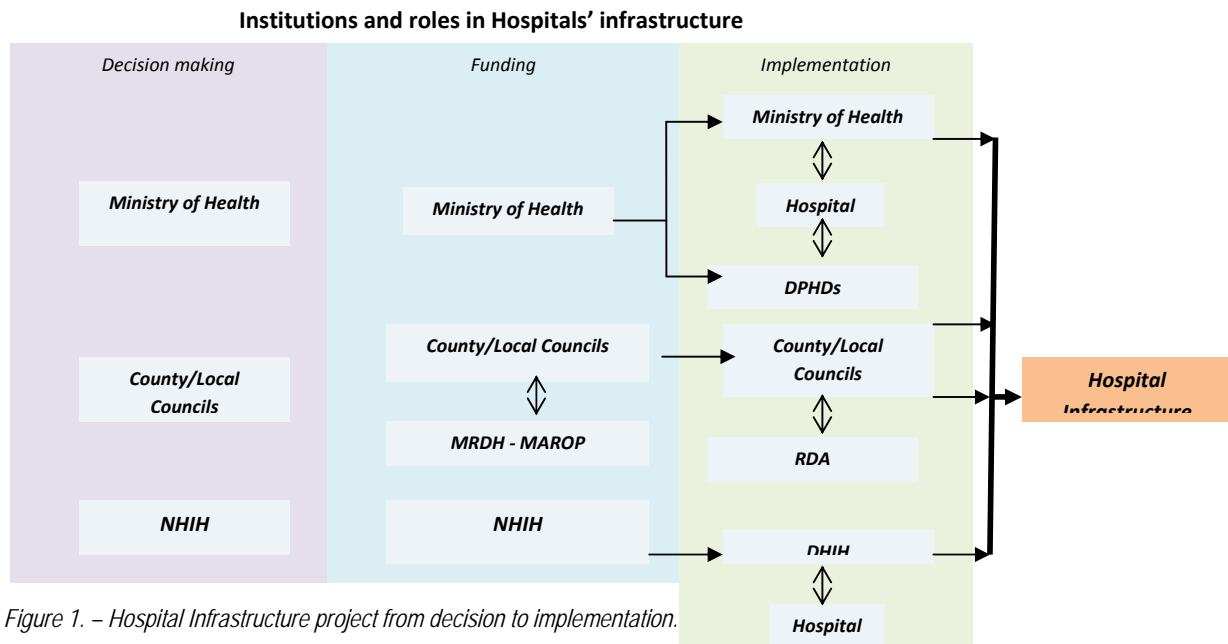 Institutions and roles in Hospitals' infrastructure
Decision making
Funding
Implementation
Ministry of Health
Ministry of Health
Hospital
Ministry of Health
DPHDs
County/Local Councils
County/Local
Councils
County/Local
Councils
Hospital
Infrastructure
MRDH - MAROP
RDA
NHIH
NHIH
DHIH
Figure 1. – Hospital Infrastructure project from decision to implementation.
Hospital